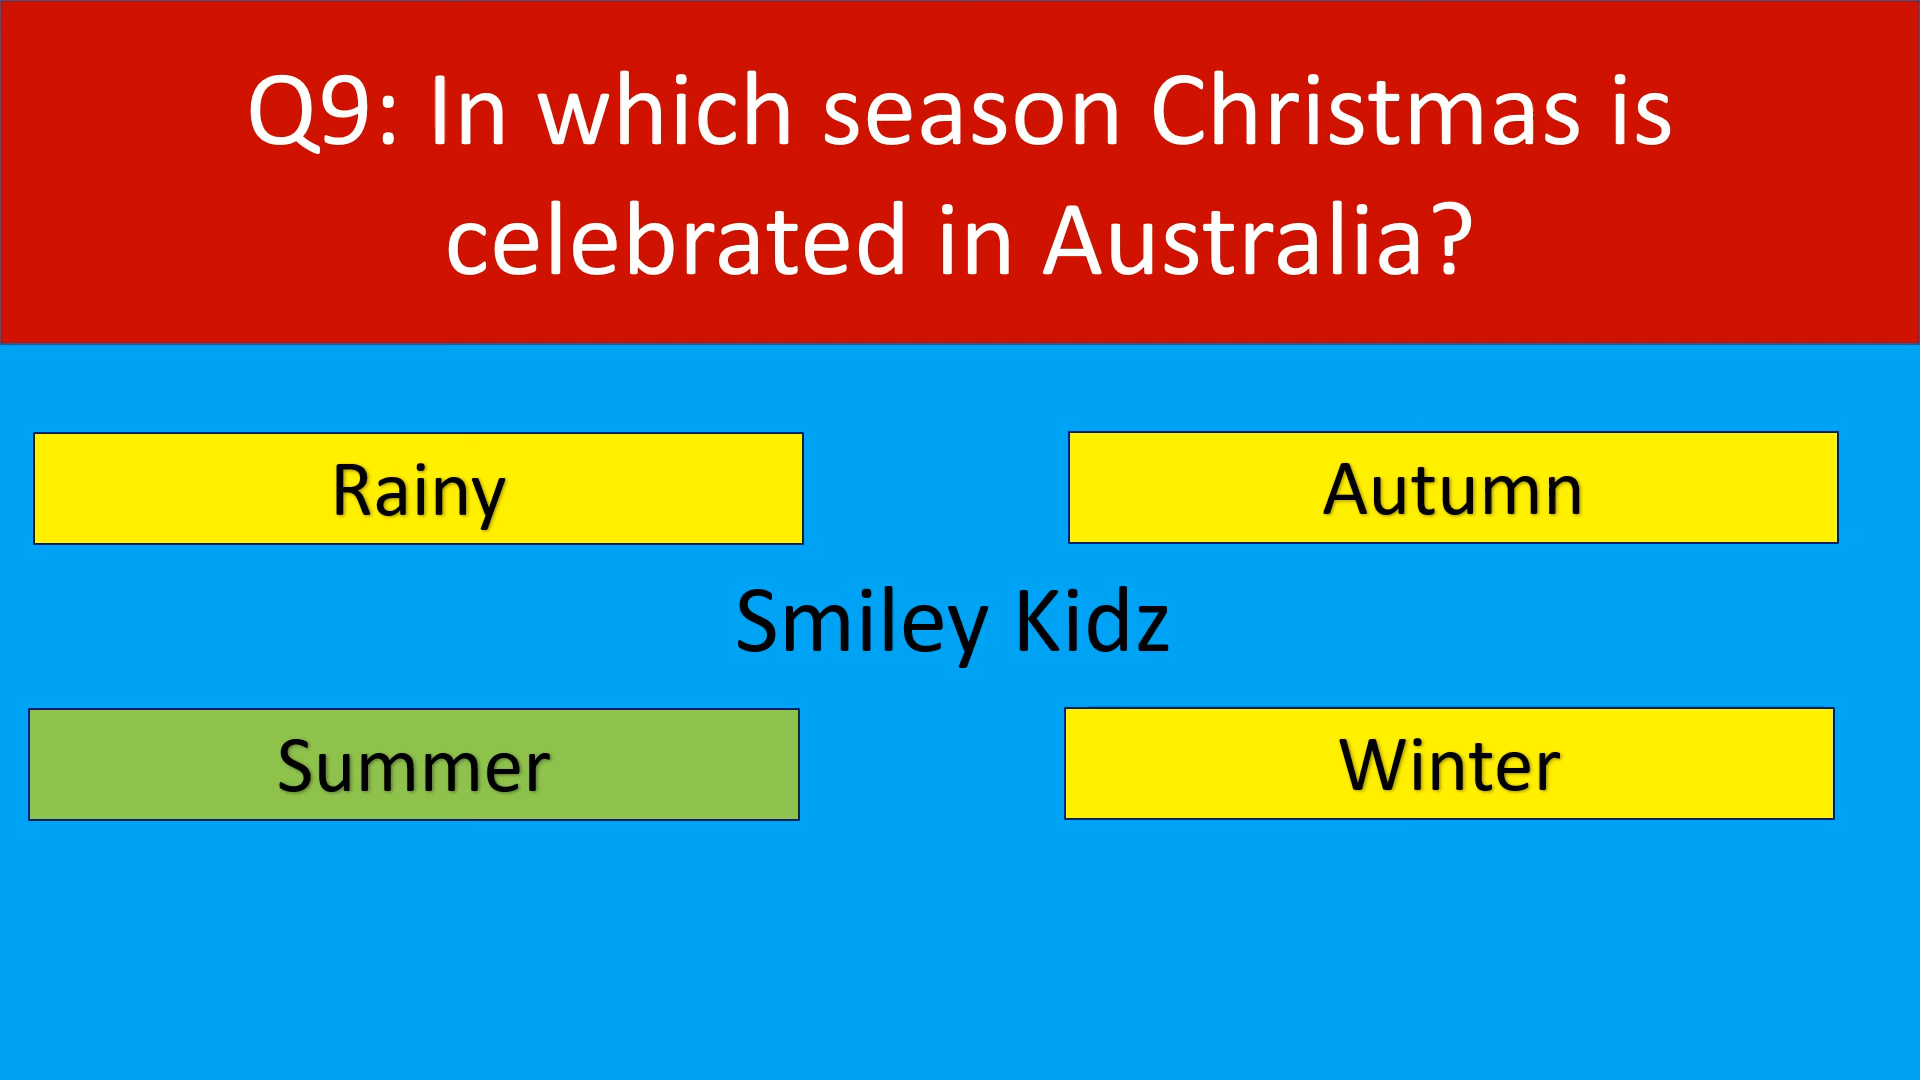 Q9: In which season Christmas is
celebrated in Australia?
Rainy
Autumn
Smiley Kidz
Summer
Winter